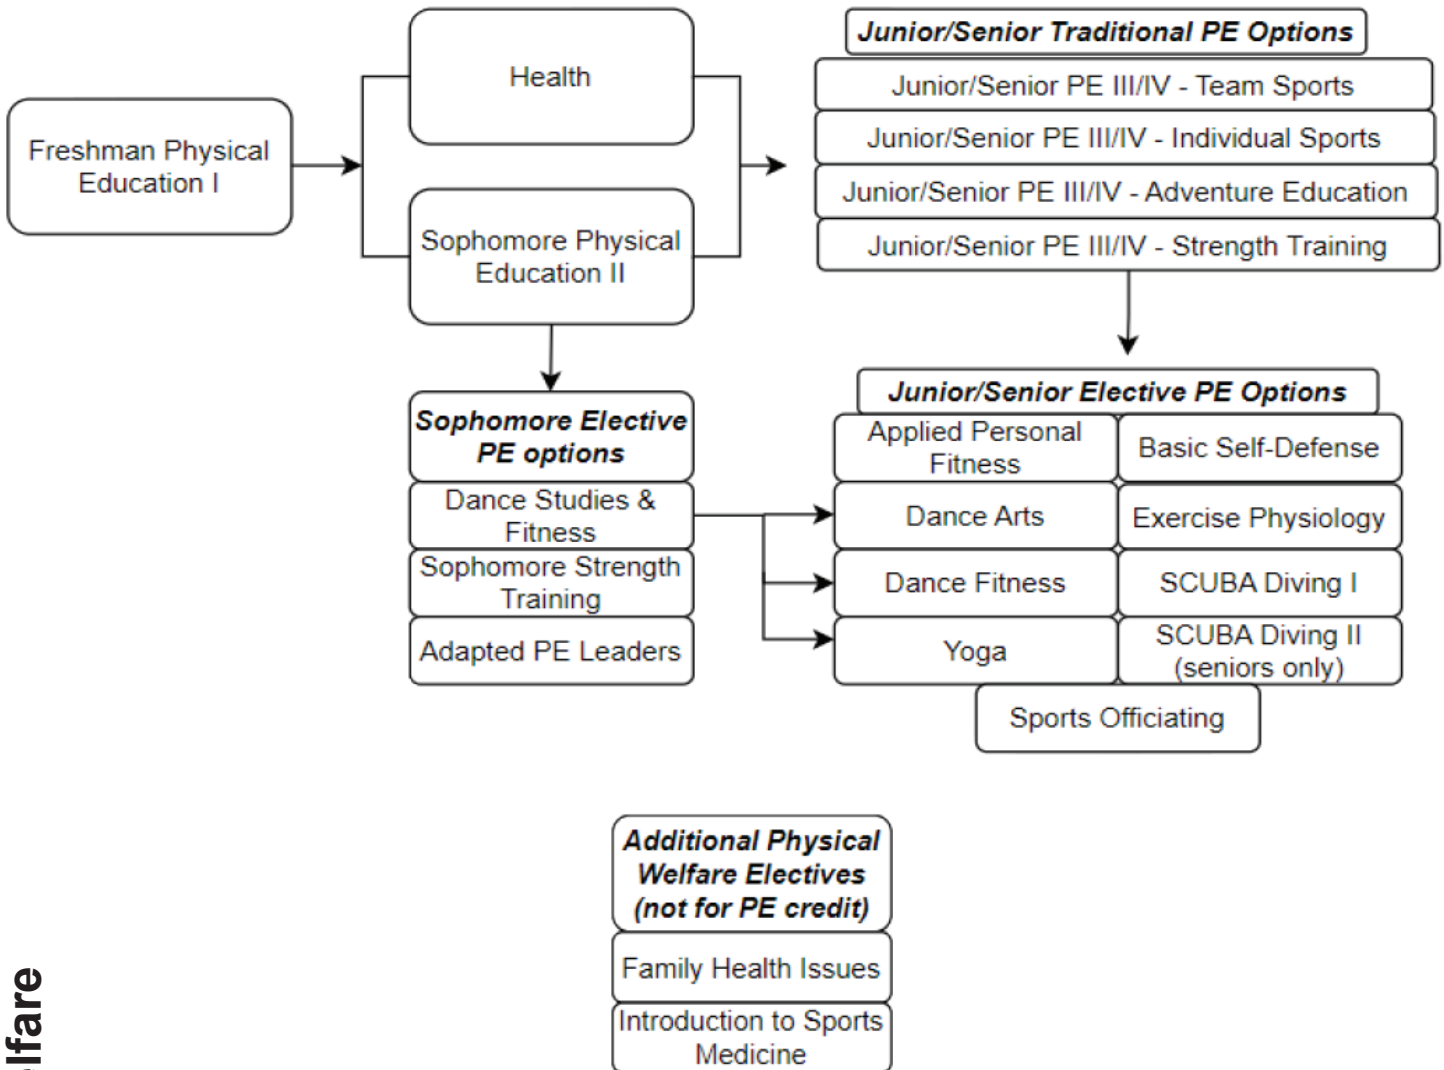 Freshman Physical
Education I
Health
Sophomore Physical
Education II
Sophomore Elective
PE options
Dance Studies &
Fitness
Sophomore Strength
Training
Adapted PE Leaders
Junior/Senior Traditional PE Options
Junior/Senior PE III/IV - Team Sports
Junior/Senior PE III/IV - Individual Sports
Junior/Senior PE III/IV - Adventure Education
Junior/Senior PE III/IV - Strength Training
Junior/Senior Elective PE Options
Applied Personal
Fitness
Basic Self-Defense
Dance Arts
Exercise Physiology
Dance Fitness
SCUBA Diving I
Yoga
SCUBA Diving II
(seniors only)
Sports Officiating
Additional Physical
Welfare Electives
(not for PE credit)
Family Health Issues
Introduction to Sports
Medicine